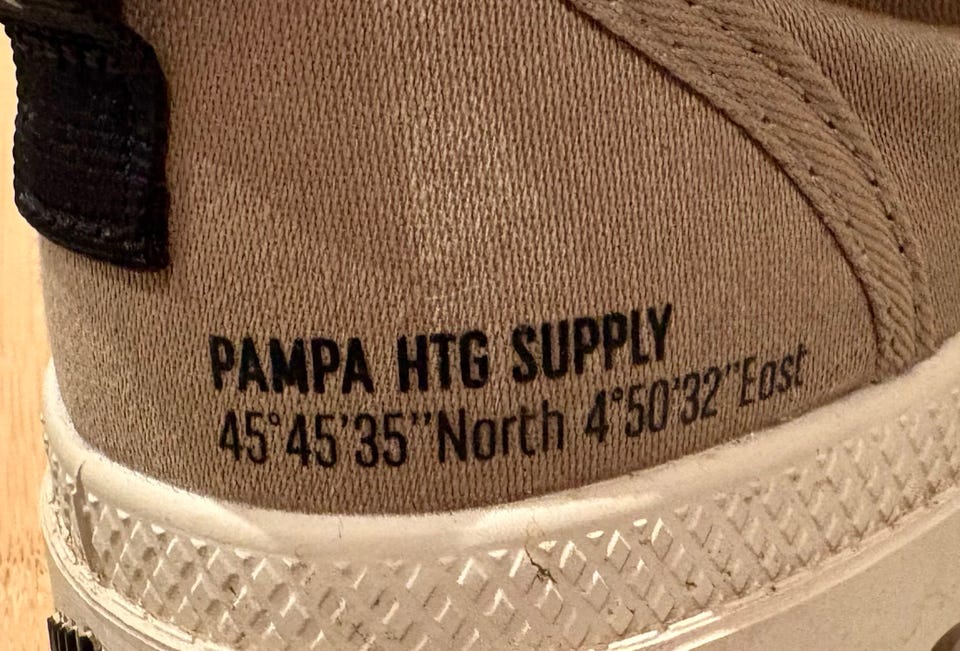 PAMPA HTG SUPPLY
45°45'35"North 4°50'32"East